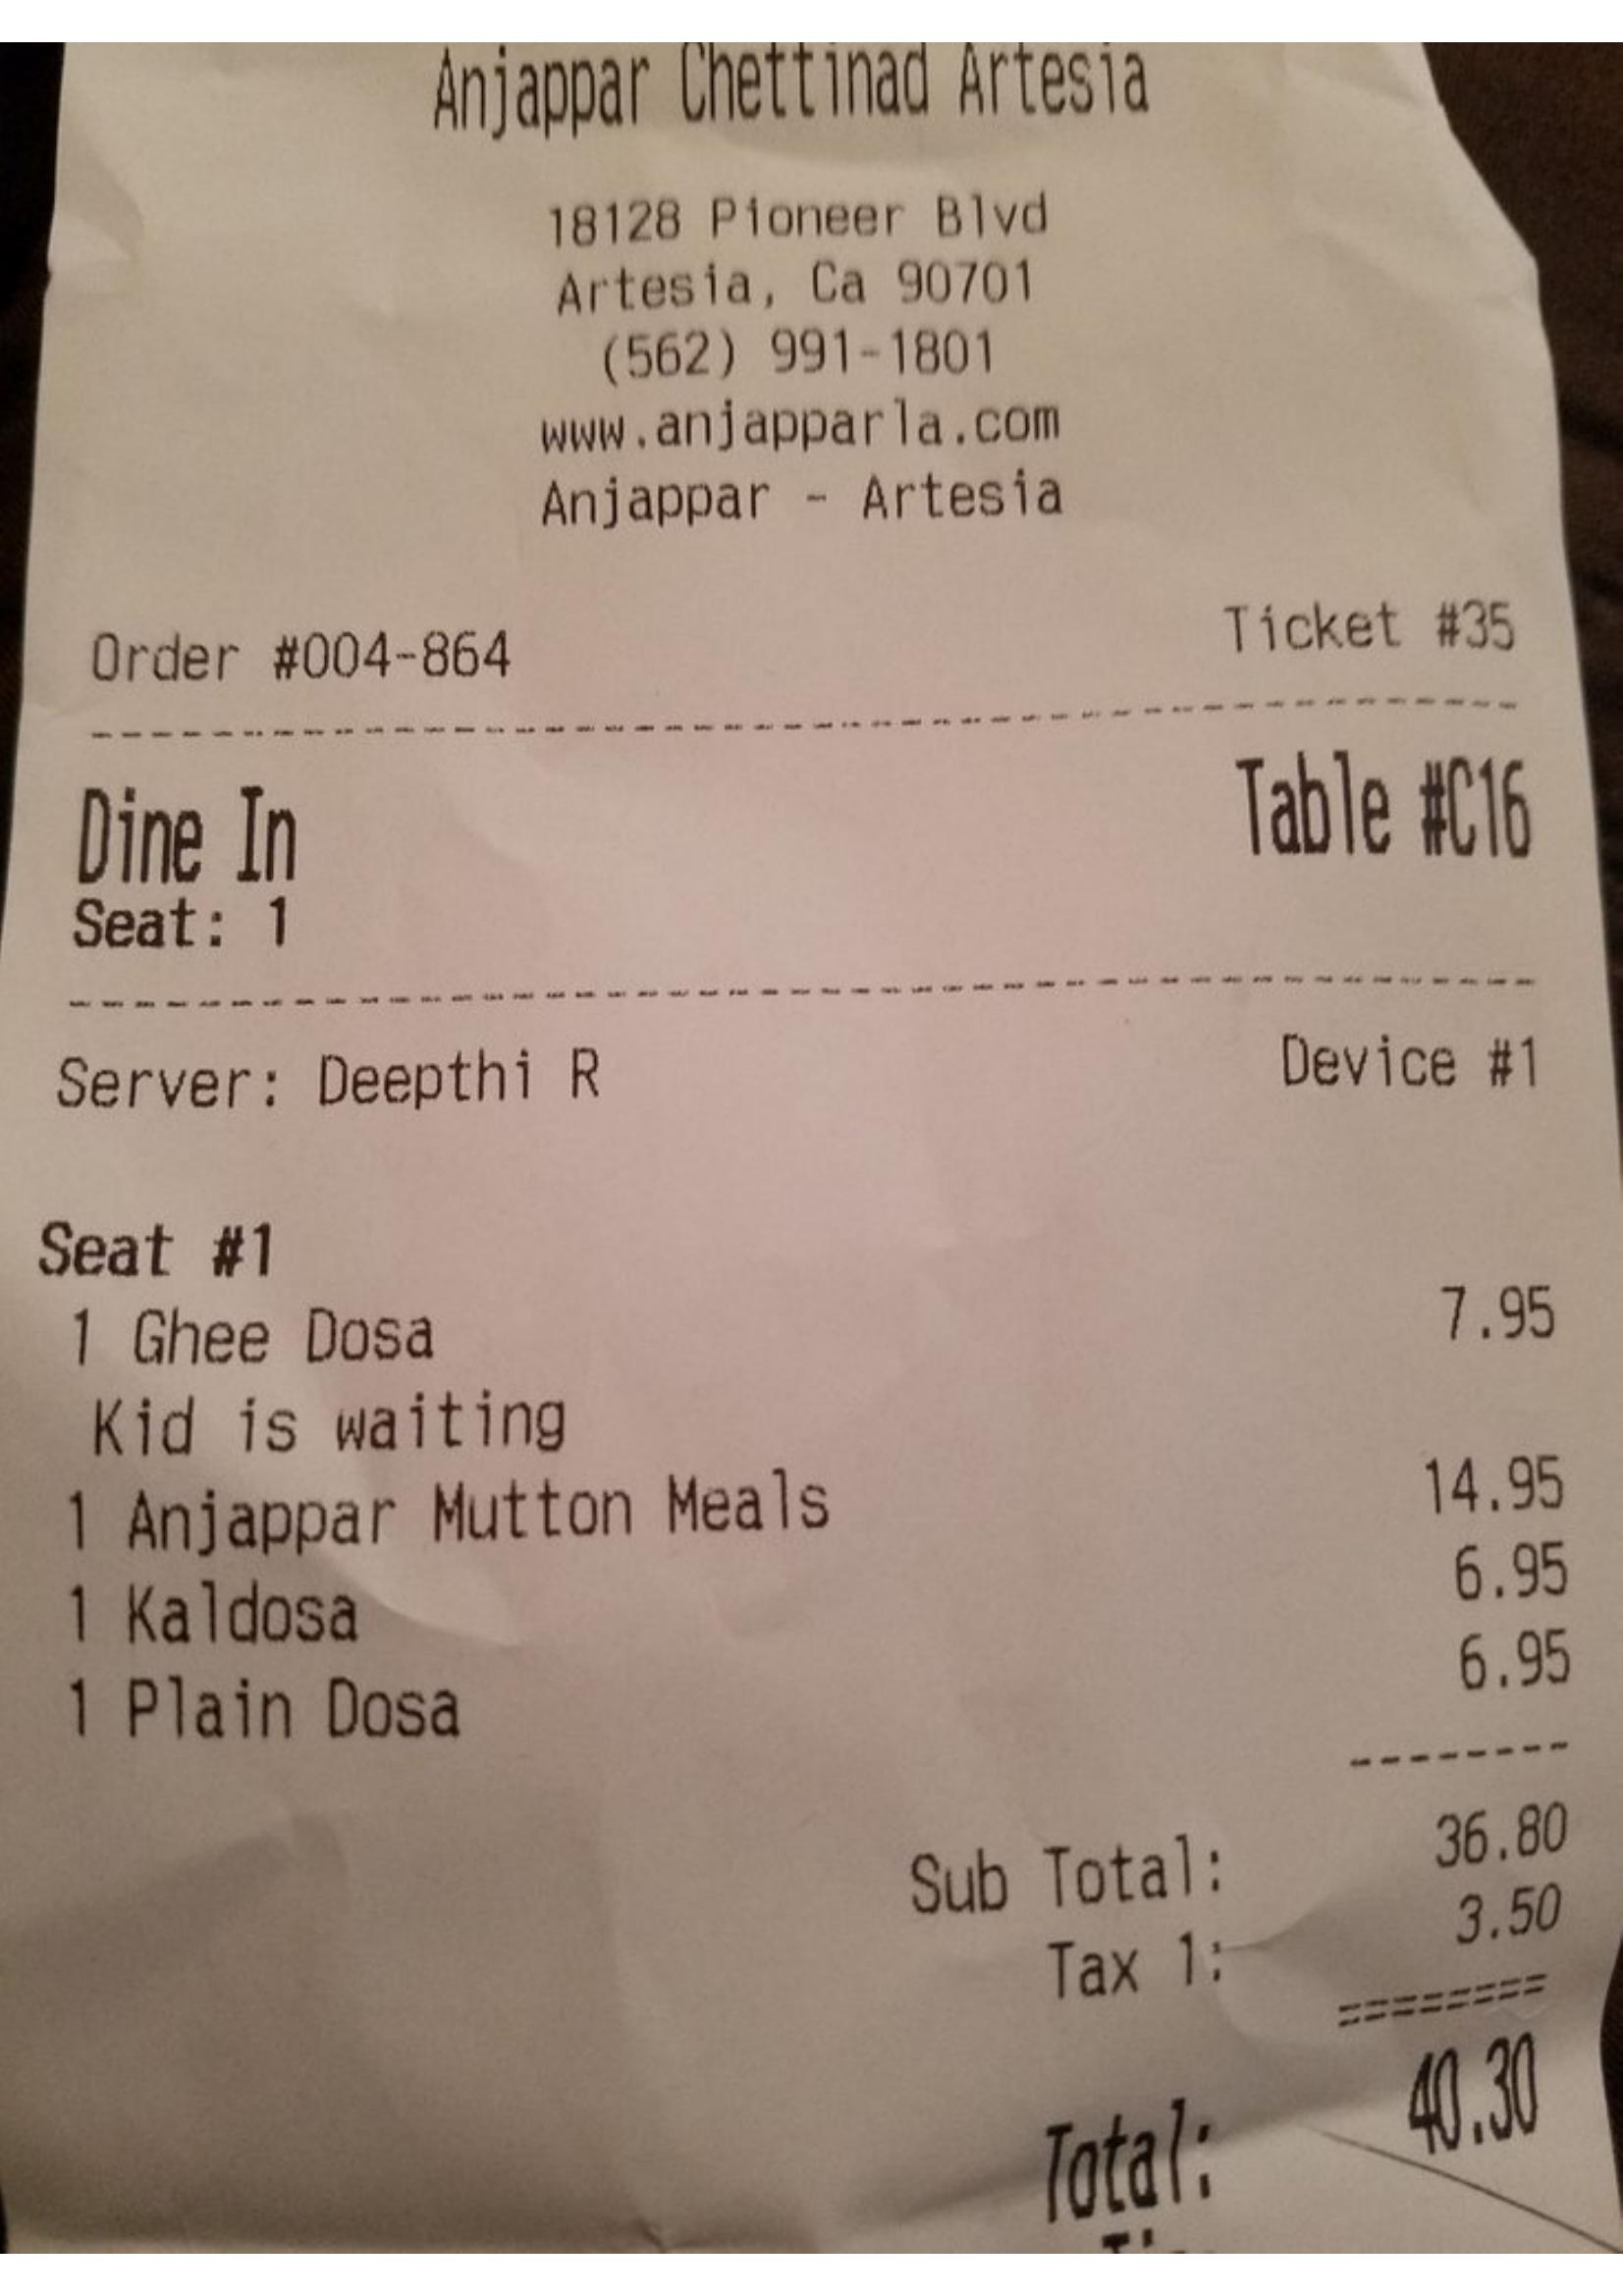 Anjappar Chettinad Artesia
18128 Pioneer Blvd
Artesia, Ca 90701
(562) 991-1801
www.anjapparla.com
Anjappar - Artesia
Order #004-864 Ticket #35
Dine In Table #C16
Seat: 1
Server: Deepthi R Device #1
Seat #1
1 Ghee Dosa 7.95
Kid is waiting
1 Anjappar Mutton Meals 14.95
1 Kaldosa 6.95
1 Plain Dosa 6.95
Sub Total: 36.80
Tax 1: 3.50
Total: 40.30